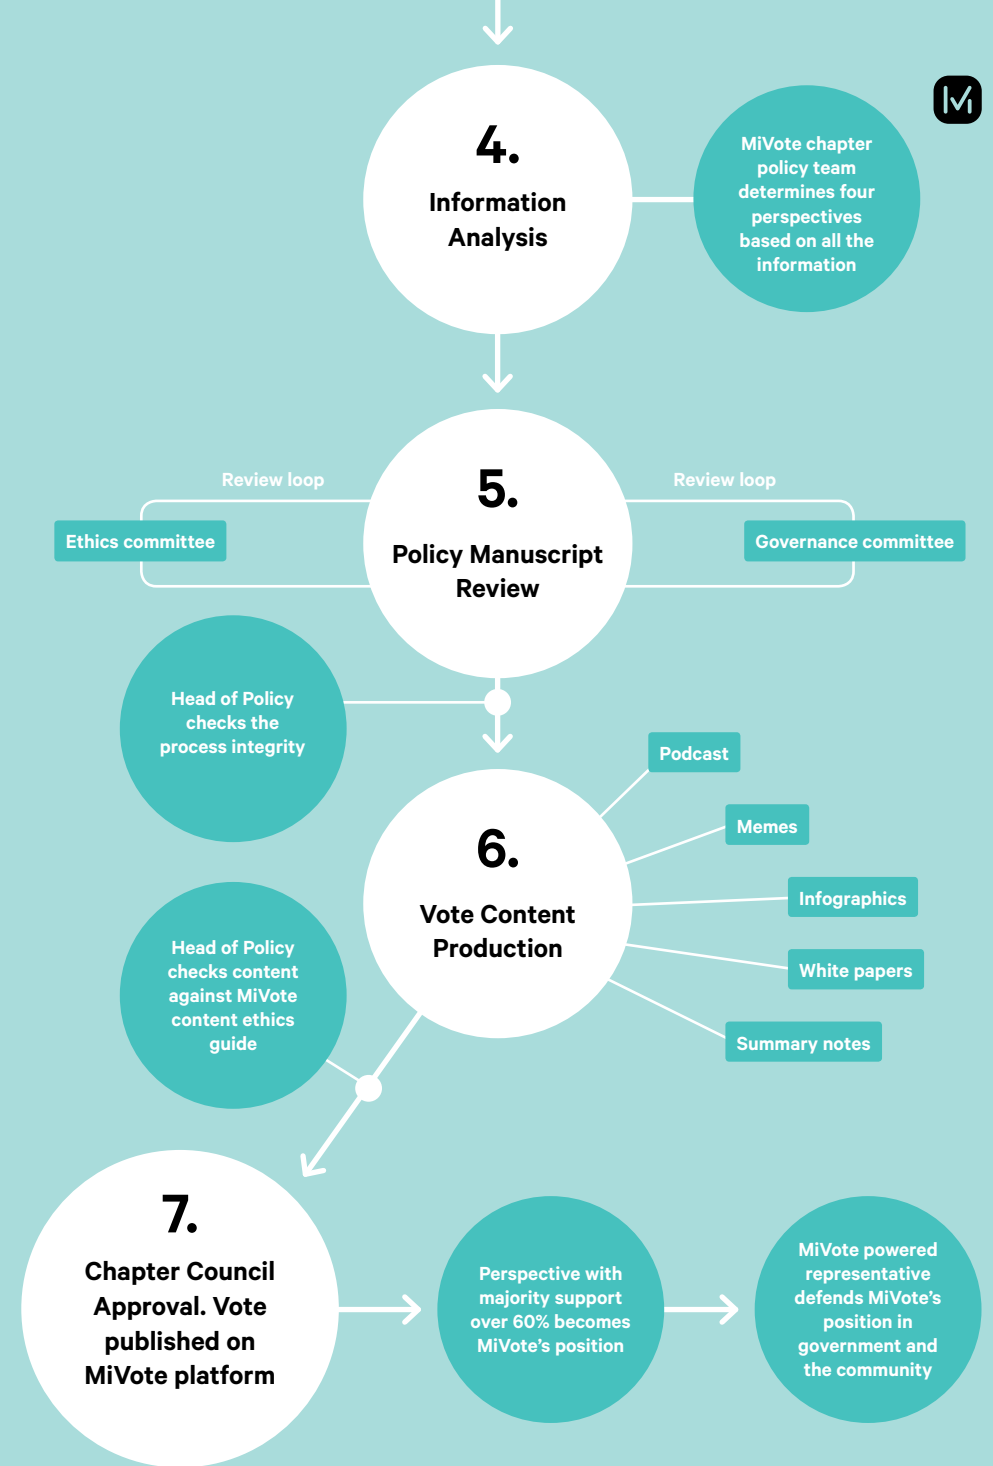 4.
Information
Analysis
MiVote chapter
policy team
determines four
perspectives
based on all the
information
Review loop
Review loop
5.
Policy Manuscript
Review
Ethics committee
Governance committee
Head of Policy
checks the
process integrity
Podcast
Memes
Infographics
White papers
Summary notes
6.
Vote Content
Production
Head of Policy
checks content
against MiVote
content ethics
guide
7.
Chapter Council
Approval. Vote
published on
MiVote platform
Perspective with
majority support
over 60% becomes
MiVote’s position
MiVote powered
representative
defends MiVote’s
position in
government and
the community